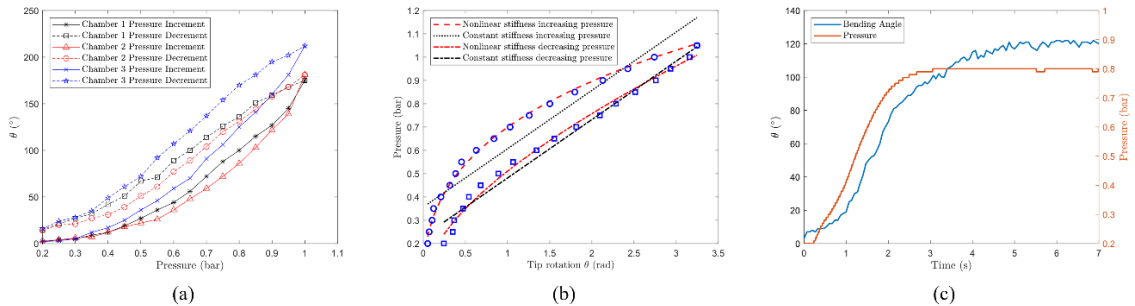 Chamber 1 Pressure Increment
Chamber 1 Pressure Decrement
Chamber 2 Pressure Increment
Chamber 2 Pressure Decrement
Chamber 3 Pressure Increment
Chamber 3 Pressure Decrement
250
200
150
100
50
0
θ (°)
0.2 0.3 0.4 0.5 0.6 0.7 0.8 0.9 1 1.1
Pressure (bar)
(a)
Nonlinear stiffness increasing pressure
Constant stiffness increasing pressure
Nonlinear stiffness decreasing pressure
Constant stiffness decreasing pressure
1.2
1.1
1
0.9
0.8
0.7
0.6
0.5
0.4
0.3
0.2
Pressure (bar)
0 0.5 1 1.5 2 2.5 3 3.5
Tip rotation θ (rad)
(b)
Bending Angle
Pressure
140
120
100
80
60
40
20
0
θ (°)
0 1 2 3 4 5 6 7
Time (s)
1
0.9
0.8
0.7
0.6
0.5
0.4
0.3
0.2
Pressure (bar)
(c)